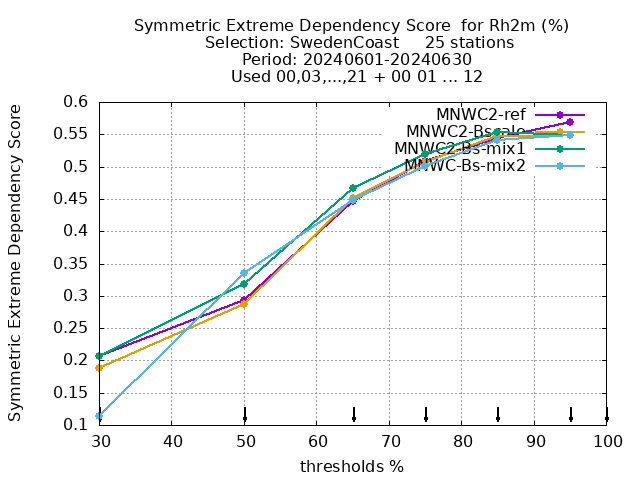 Symmetric Extreme Dependency Score for Rh2m (%)
Selection: SwedenCoast 25 stations
Period: 20240601-20240630
Used 00,03,...,21 + 00 01 ... 12
Symmetric Extreme Dependency Score
0.6
0.55
0.5
0.45
0.4
0.35
0.3
0.25
0.2
0.15
0.1
MNWC2-ref
MNWC2-Bs-mix1
MNWC-Bs-mix2
30 40 50 60 70 80 90 100
thresholds %